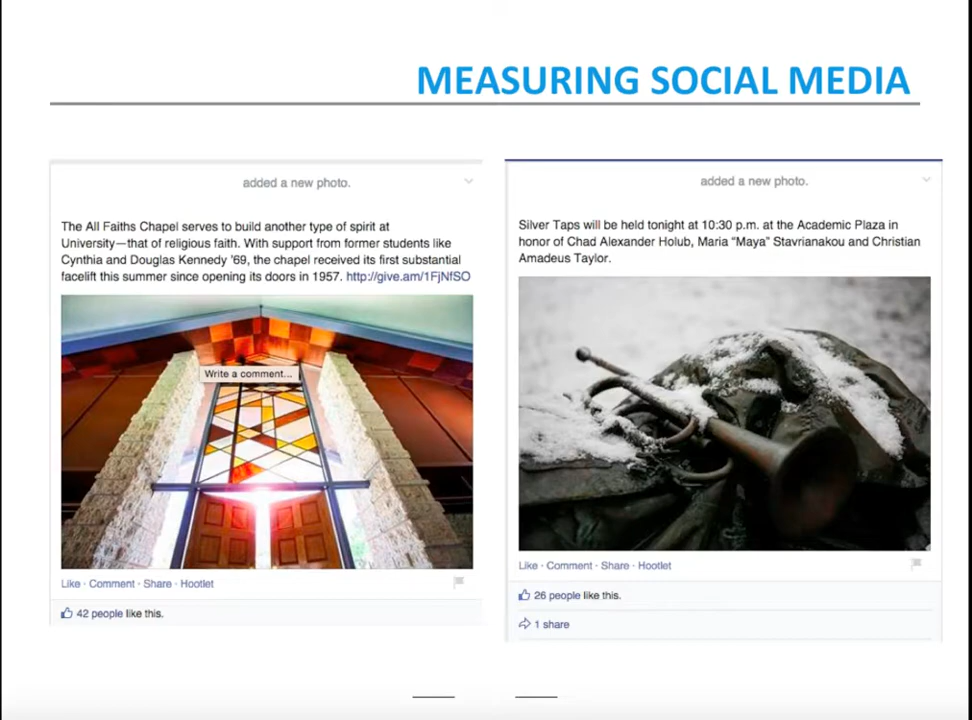 MEASURING SOCIAL MEDIA
added a new photo.
The All Faiths Chapel serves to build another type of spirit at
University—that of religious faith. With support from former students like
Cynthia and Douglas Kennedy '69, the chapel received its first substantial
facelift this summer since opening its doors in 1957. http://give.am/1FjNfSO
Write a comment...
Like · Comment · Share · Hootlet
42 people like this.
added a new photo.
Silver Taps will be held tonight at 10:30 p.m. at the Academic Plaza in
honor of Chad Alexander Holub, Maria “Maya” Stavrianakou and Christian
Amadeus Taylor.
Like · Comment · Share · Hootlet
26 people like this.
1 share